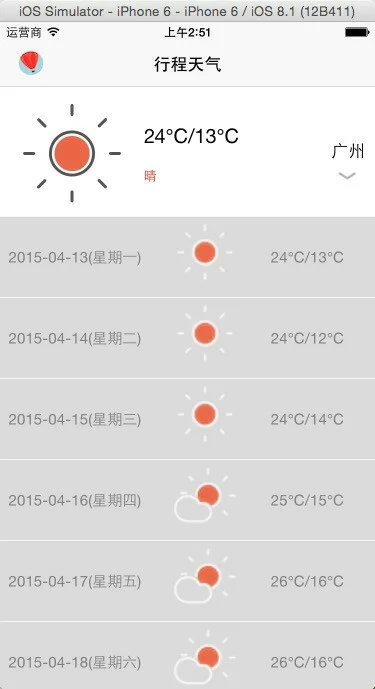 iOS Simulator - iPhone 6 - iPhone 6 / iOS 8.1 (12B411)
运营商 上午2:51
行程天气
24°C/13°C
晴
广州
2015-04-13(星期一) 24°C/13°C
2015-04-14(星期二) 24°C/12°C
2015-04-15(星期三) 24°C/14°C
2015-04-16(星期四) 25°C/15°C
2015-04-17(星期五) 26°C/16°C
2015-04-18(星期六) 26°C/16°C